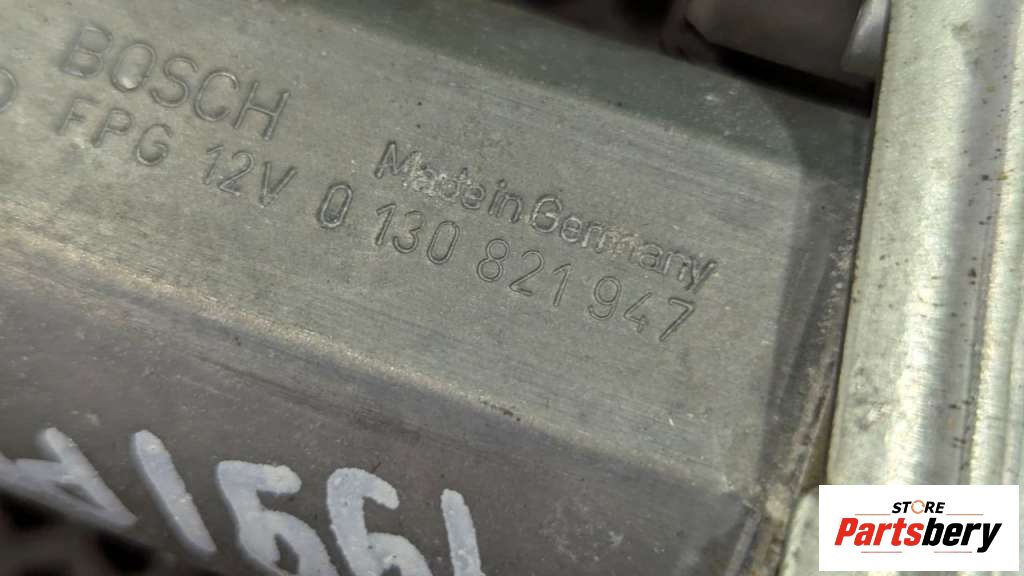 BOSCH
FPG 12V 0 130 821 947
Made in Germany
STORE
Partsbery